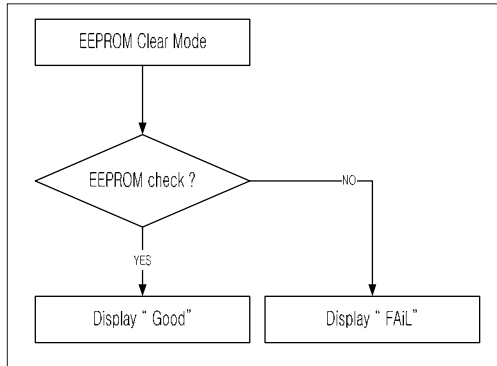 EEPROM Clear Mode
EEPROM check ?
NO
YES
Display “ Good”
Display “ FAiL”